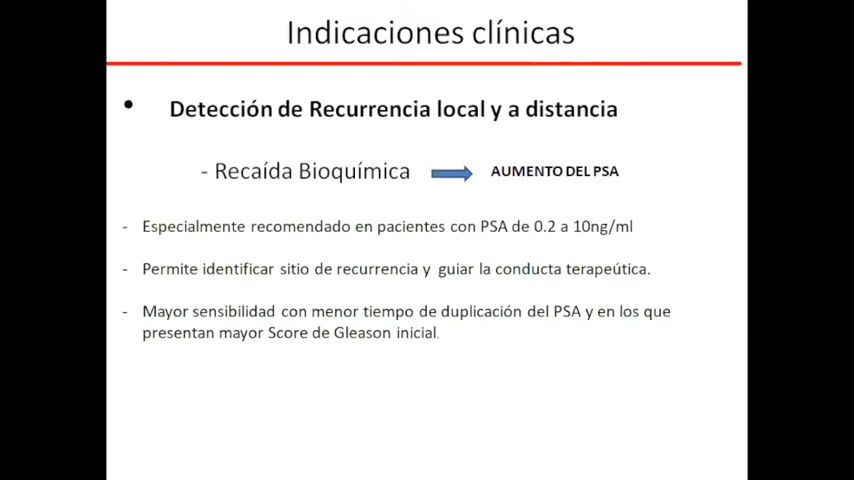 Indicaciones clínicas
• Detección de Recurrencia local y a distancia
- Recaída Bioquímica AUMENTO DEL PSA
- Especialmente recomendado en pacientes con PSA de 0.2 a 10ng/ml
- Permite identificar sitio de recurrencia y guiar la conducta terapeútica.
- Mayor sensibilidad con menor tiempo de duplicación del PSA y en los que
presentan mayor Score de Gleason inicial.